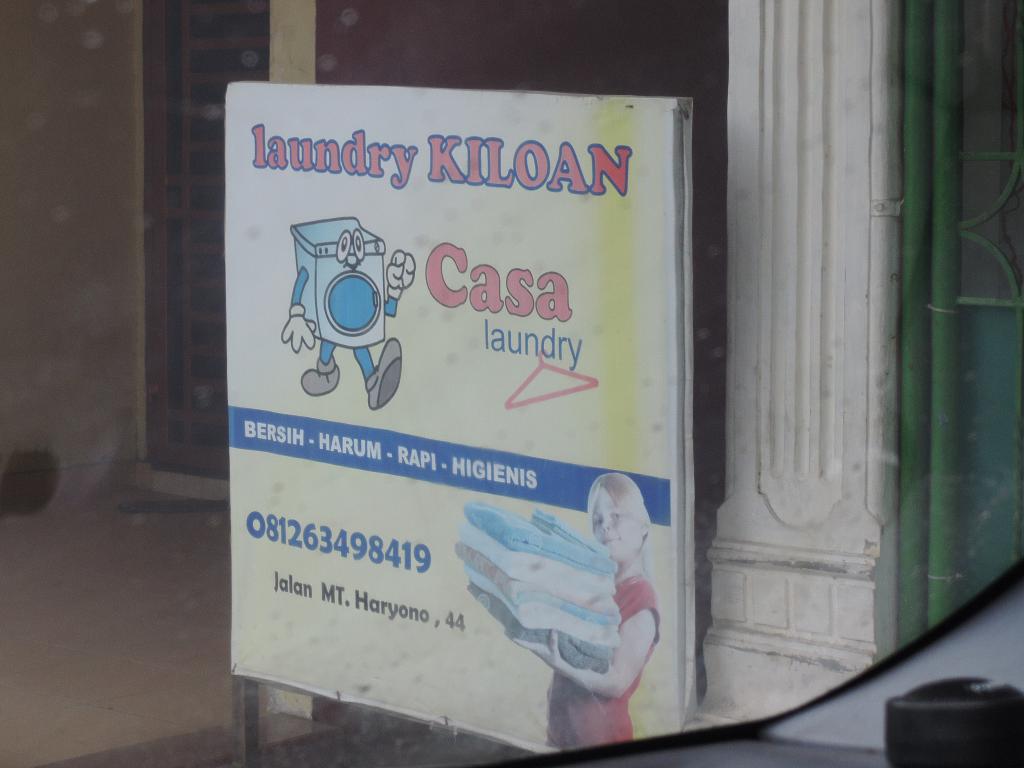 laundry KILOAN
Casa
laundry
BERSIH - HARUM - RAPI - HIGIENIS
081263498419
Jalan MT. Haryono , 44